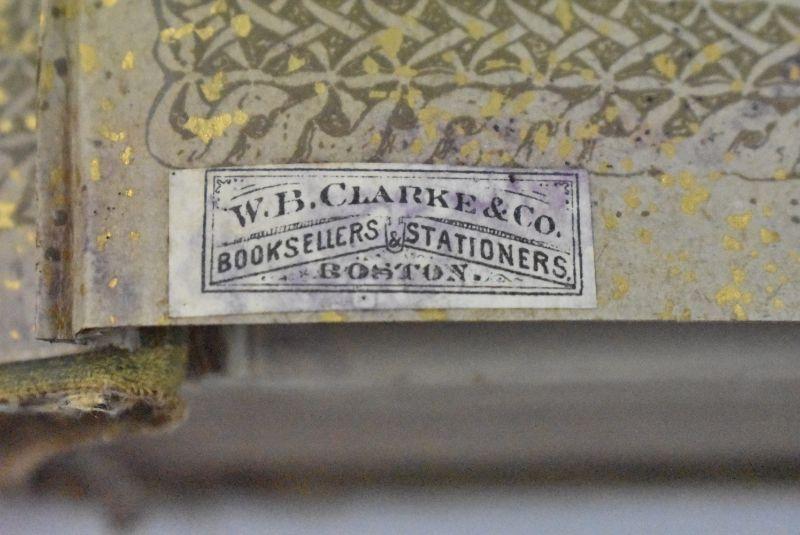 W. B. CLARKE & CO.
BOOKSELLERS & STATIONERS,
BOSTON.